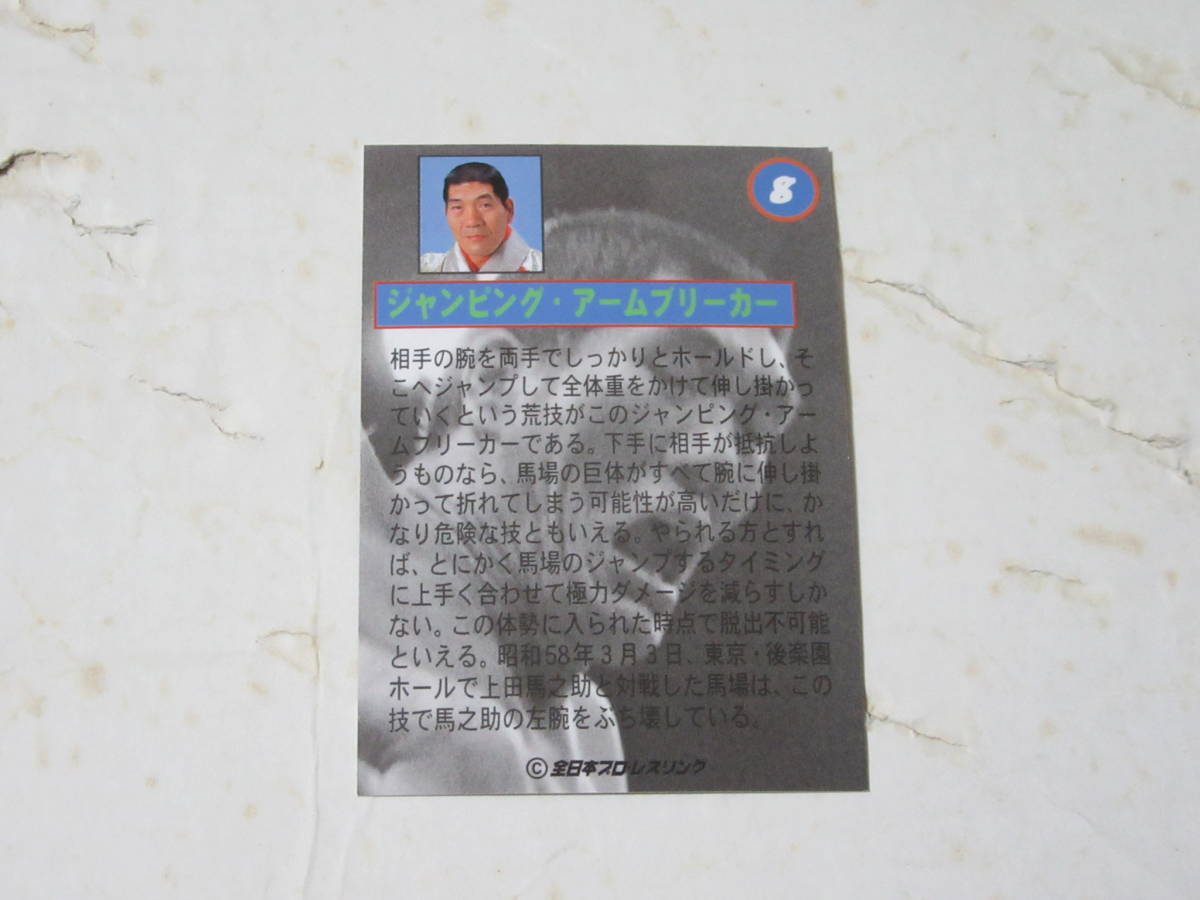 8
ジャンピング・アームブリーカー
相手の腕を両手でしっかりとホールドし、そ
こへジャンプして全体重をかけて伸し掛かっ
ていくという荒技がこのジャンピング・アー
ムブリーカーである。下手に相手が抵抗しよ
うものなら、馬場の巨体がすべて腕に伸し掛
かって折れてしまう可能性が高いだけに、か
なり危険な技ともいえる。やられる方とすれ
ば、とにかく馬場のジャンプするタイミング
に上手く合わせて極力ダメージを減らすしか
ない。この体勢に入られた時点で脱出不可能
といえる。昭和58年3月3日、東京・後楽園
ホールで上田馬之助と対戦した馬場は、この
技で馬之助の左腕をぶち壊している。
©全日本プロ・レスリング